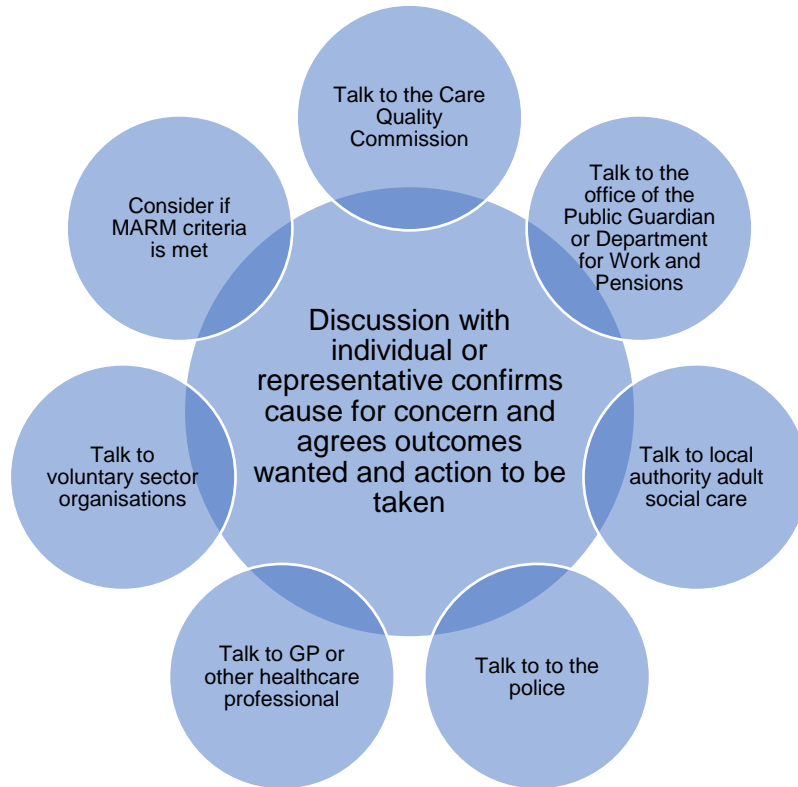 Talk to the Care
Quality
Commission
Talk to the
office of the
Public Guardian
or Department
for Work and
Pensions
Talk to local
authority adult
social care
Talk to to the
police
Talk to GP or
other healthcare
professional
Talk to
voluntary sector
organisations
Consider if
MARM criteria
is met
Discussion with
individual or
representative confirms
cause for concern and
agrees outcomes
wanted and action to be
taken